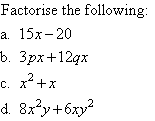 Factorise the following:
a. 15x – 20
b. 3px + 12qx
c. x² + x
d. 8x²y + 6xy²